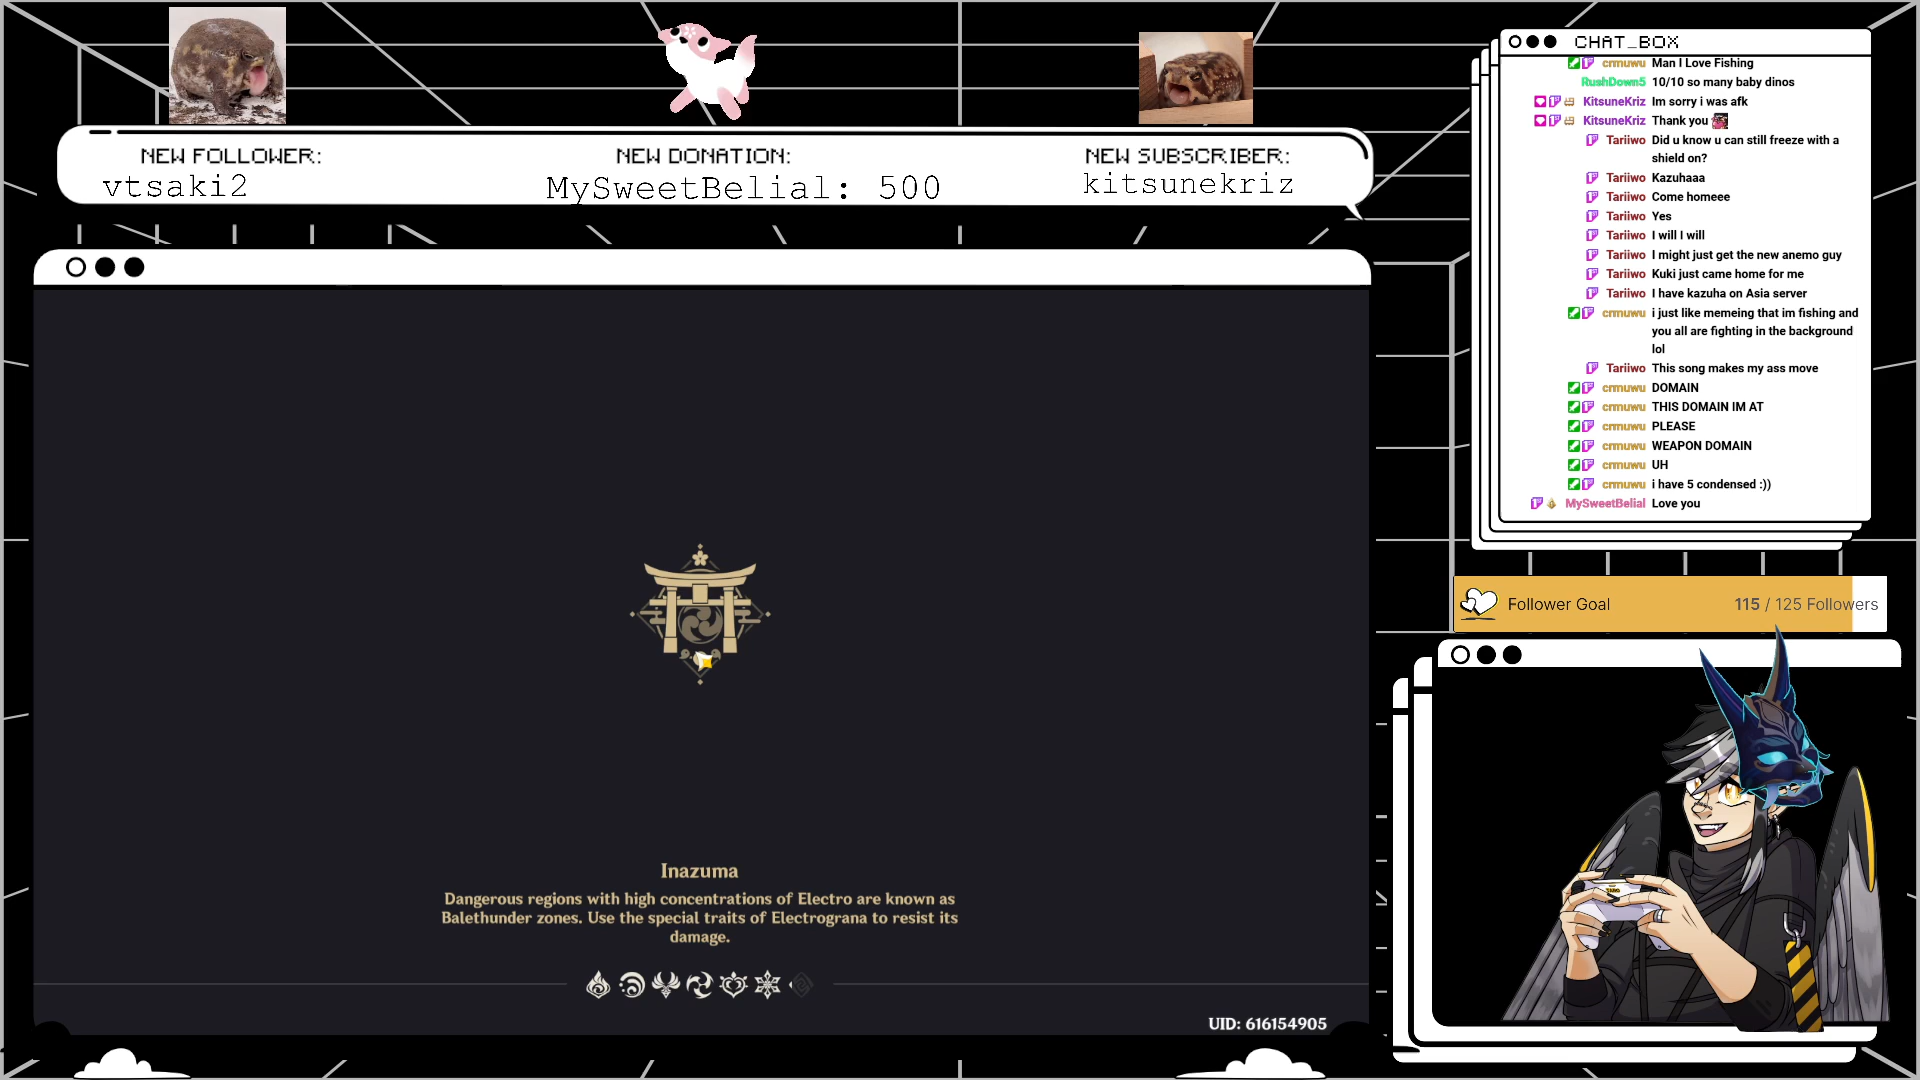 NEW FOLLOWER:
vtsaki2
NEW DONATION:
MySweetBelial: 500
NEW SUBSCRIBER:
kitsunekriz
CHAT_BOX
crmuwu Man I Love Fishing
RushDown5 10/10 so many baby dinos
KitsuneKriz Im sorry i was afk
KitsuneKriz Thank you
Tariiwo Did u know u can still freeze with a
shield on?
Tariiwo Kazuhaaa
Tariiwo Come homeee
Tariiwo Yes
Tariiwo I will I will
Tariiwo I might just get the new anemo guy
Tariiwo Kuki just came home for me
Tariiwo I have kazuha on Asia server
crmuwu i just like memeing that im fishing and
you all are fighting in the background
lol
Tariiwo This song makes my ass move
crmuwu DOMAIN
crmuwu THIS DOMAIN IM AT
crmuwu PLEASE
crmuwu WEAPON DOMAIN
crmuwu UH
crmuwu i have 5 condensed :))
MySweetBelial Love you
Follower Goal
115 / 125 Followers
Inazuma
Dangerous regions with high concentrations of Electro are known as
Balethunder zones. Use the special traits of Electrograna to resist its
damage.
UID: 616154905